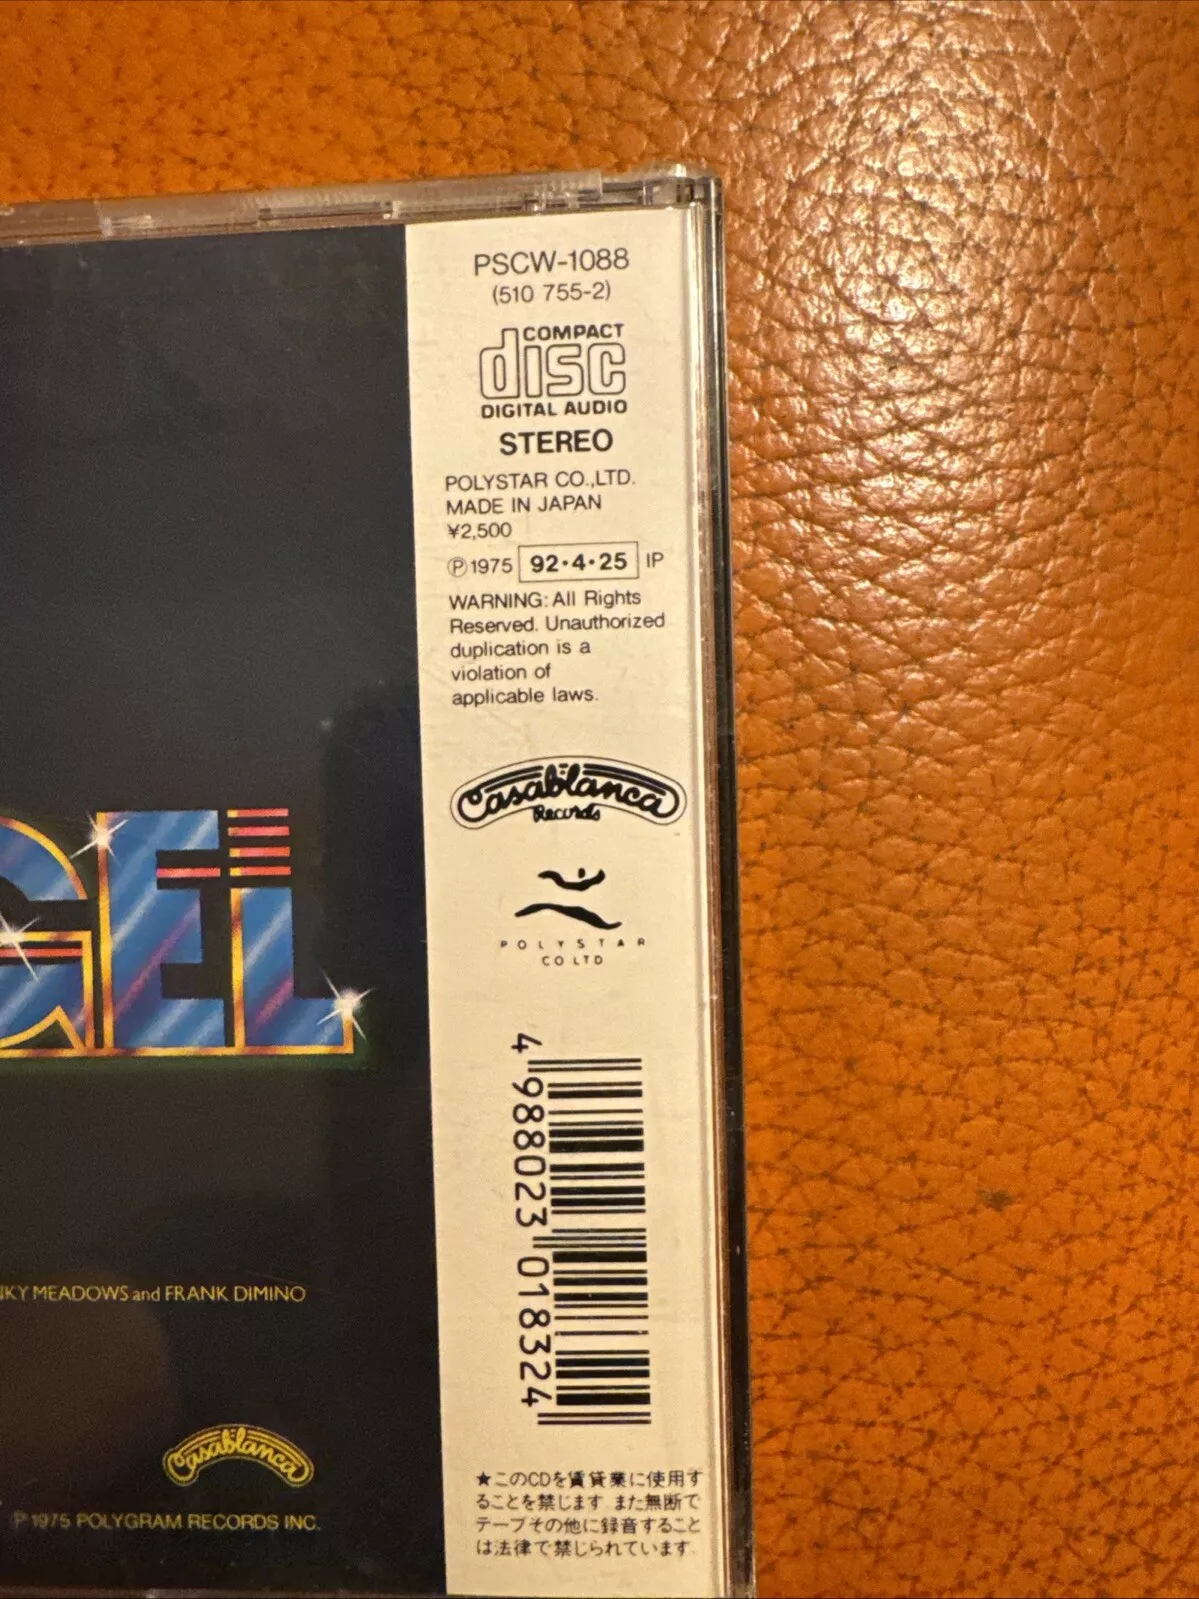 PSCW-1088
(510 755-2)
COMPACT
disc
DIGITAL AUDIO
STEREO
POLYSTAR CO.,LTD.
MADE IN JAPAN
¥2,500
Ⓟ1975 92・4・25 IP
WARNING: All Rights
Reserved. Unauthorized
duplication is a
violation of
applicable laws.
Casablanca
Records
POLYSTAR
CO LTD
GEL
4 988023 018324
KY MEADOWS and FRANK DIMINO
Casablanca
Ⓟ 1975 POLYGRAM RECORDS INC.
★このCDを賃貸業に使用す
ることを禁じます。また無断で
テープその他に録音すること
は法律で禁じられています。